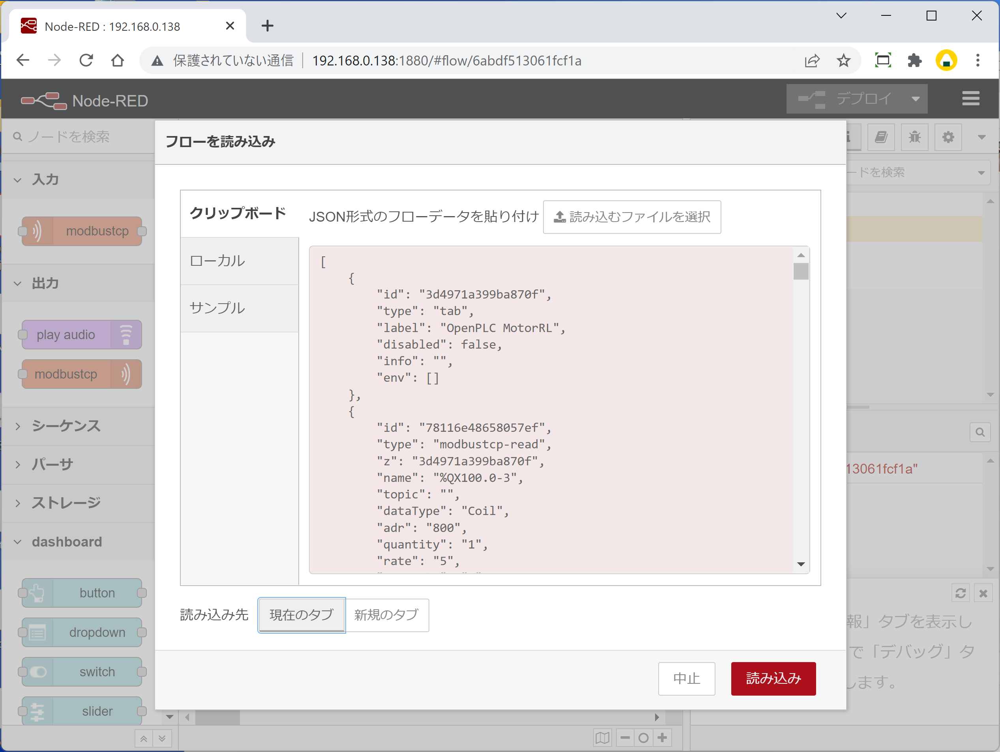 Node-RED : 192.168.0.138
保護されていない通信
192.168.0.138:1880/#flow/6abdf513061fcf1a
Node-RED
デプロイ
ノードを検索
入力
modbustcp
出力
play audio
modbustcp
シーケンス
パーサ
ストレージ
dashboard
button
dropdown
switch
slider
フローを読み込み
クリップボード
ローカル
サンプル
JSON形式のフローデータを貼り付け
読み込むファイルを選択
[
{
"id": "3d4971a399ba870f",
"type": "tab",
"label": "OpenPLC MotorRL",
"disabled": false,
"info": "",
"env": []
},
{
"id": "78116e48658057ef",
"type": "modbustcp-read",
"z": "3d4971a399ba870f",
"name": "%QX100.0-3",
"topic": "",
"dataType": "Coil",
"adr": "800",
"quantity": "1",
"rate": "5",
読み込み先
現在のタブ
新規のタブ
中止
読み込み
ードを検索
13061fcf1a"
報」タブを表示し
で「デバッグ」タ
します。